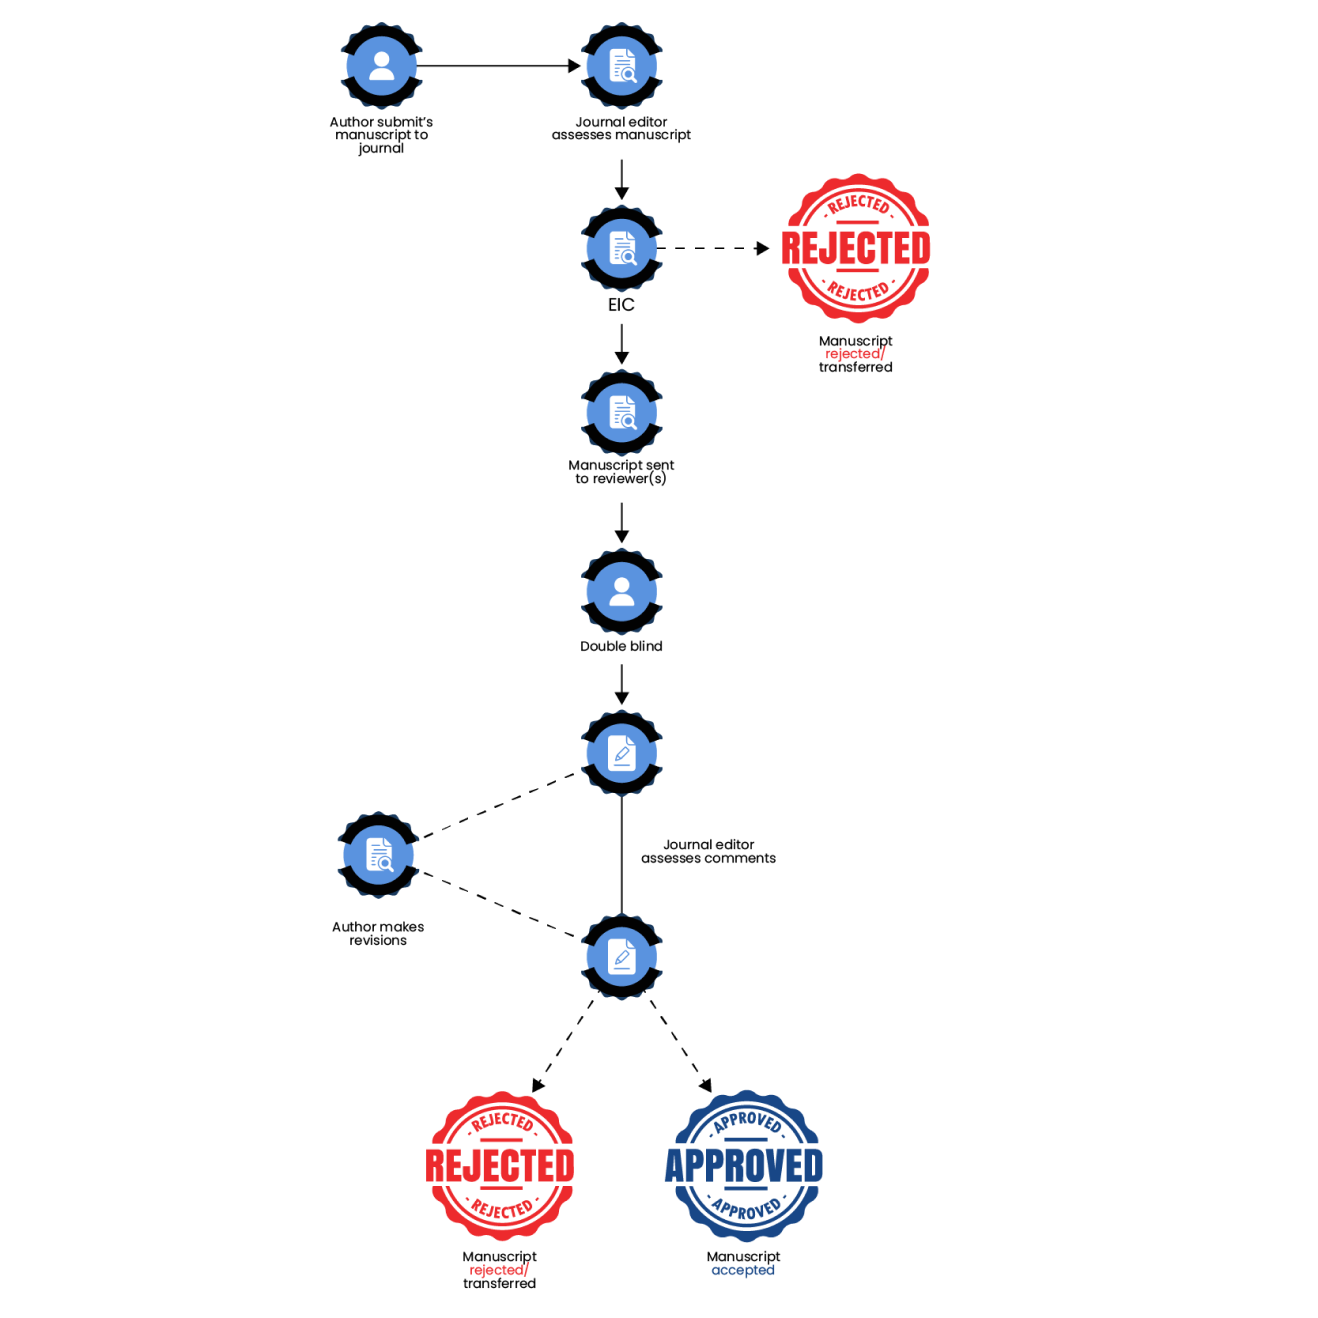 Author submit's
manuscript to
journal
Journal editor
assesses manuscript
EIC
- REJECTED -
REJECTED
- REJECTED -
Manuscript
rejected/
transferred
Manuscript sent
to reviewer(s)
Double blind
Journal editor
assesses comments
Author makes
revisions
- REJECTED -
REJECTED
- REJECTED -
Manuscript
rejected/
transferred
- APPROVED -
APPROVED
- APPROVED -
Manuscript
accepted